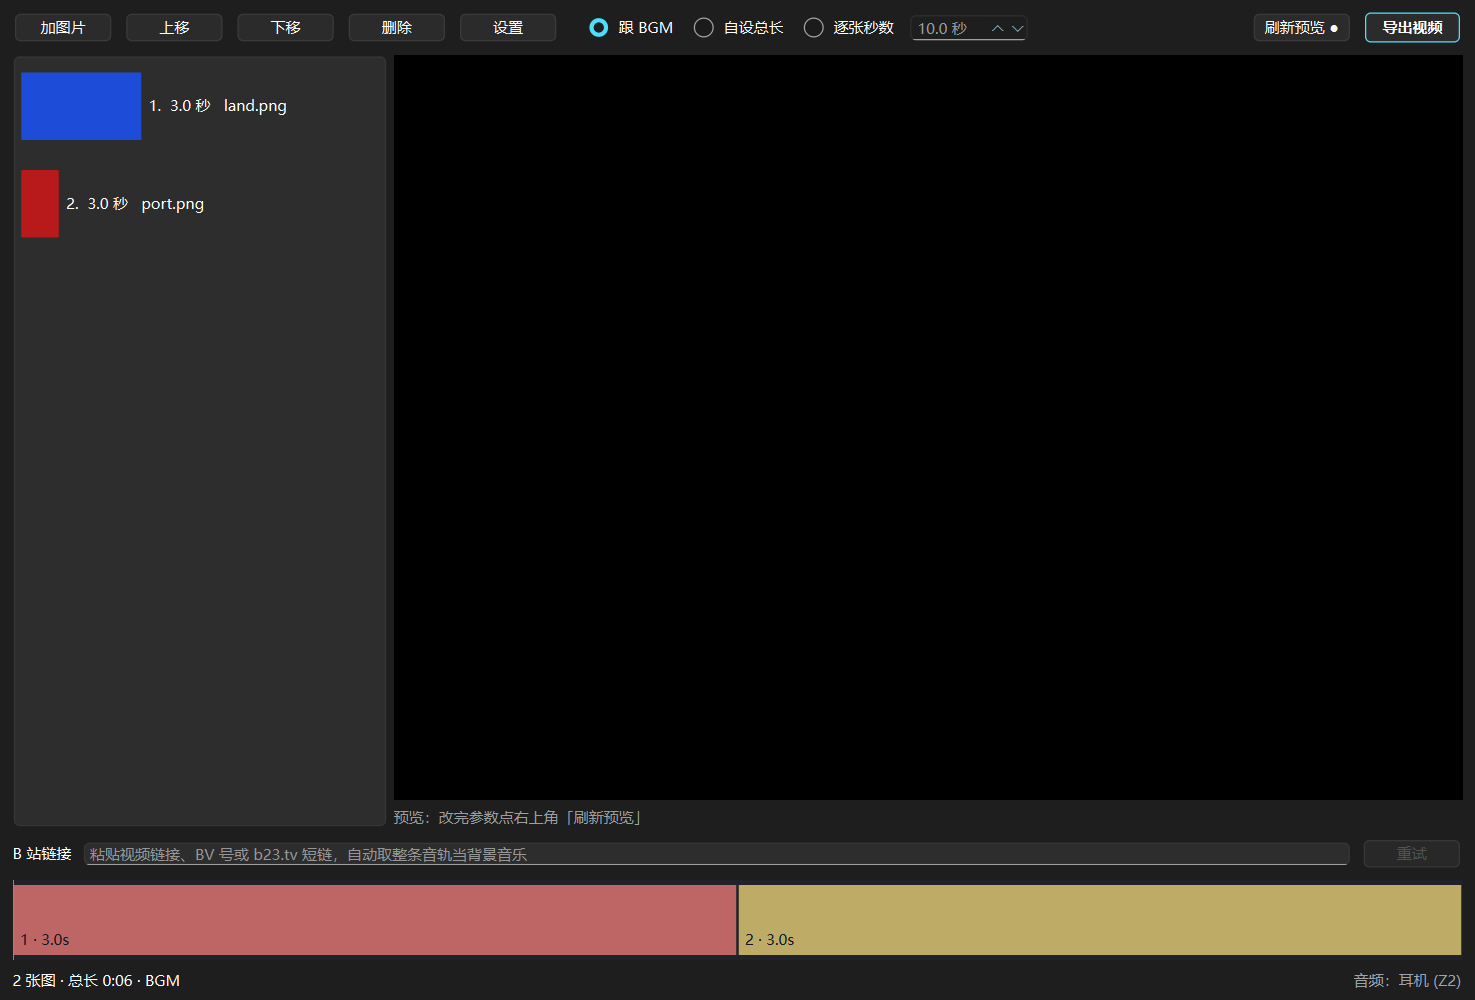 加图片 上移 下移 删除 设置 跟 BGM 自设总长 逐张秒数 10.0 秒 刷新预览 ● 导出视频
1. 3.0 秒 land.png
2. 3.0 秒 port.png
预览：改完参数点右上角「刷新预览」
B 站链接 粘贴视频链接、BV 号或 b23.tv 短链，自动取整条音轨当背景音乐 重试
1 · 3.0s 2 · 3.0s
2 张图 · 总长 0:06 · BGM 音频：耳机 (Z2)